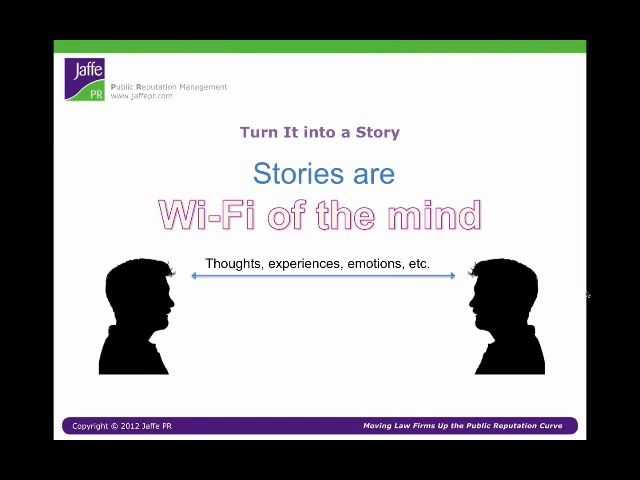 Jaffe
PR
Public Reputation Management
www.jaffepr.com
Turn It into a Story
Stories are
Wi-Fi of the mind
Thoughts, experiences, emotions, etc.
Copyright © 2012 Jaffe PR
Moving Law Firms Up the Public Reputation Curve